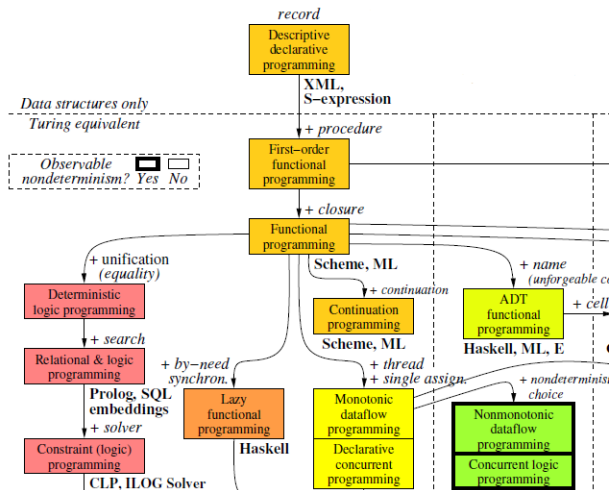 record
Descriptive
declarative
programming
XML,
S−expression
Data structures only
Turing equivalent
+ procedure
First−order
functional
programming
Observable
nondeterminism? Yes No
+ closure
Functional
programming
+ unification
(equality)
Scheme, ML
+ continuation
+ name
(unforgeable co
Deterministic
logic programming
Continuation
programming
ADT
functional
programming
+ cell
+ search
Scheme, ML
Haskell, ML, E
Relational & logic
programming
+ by−need
synchron.
+ thread
+ single assign.
+ nondeterminis
choice
Prolog, SQL
embeddings
+ solver
Lazy
functional
programming
Haskell
Monotonic
dataflow
programming
Declarative
concurrent
programming
Nonmonotonic
dataflow
programming
Concurrent logic
programming
Constraint (logic)
programming
CLP, ILOG Solver